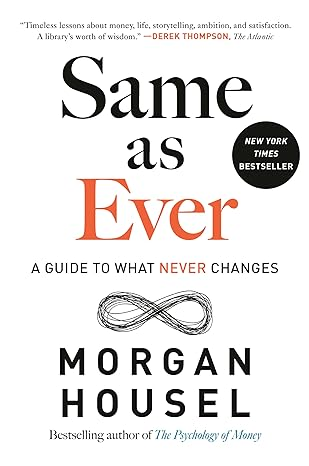 "Timeless lessons about money, life, storytelling, ambition, and satisfaction.
A library's worth of wisdom." —DEREK THOMPSON, The Atlantic
Same
as
Ever
NEW YORK
TIMES
BESTSELLER
A GUIDE TO WHAT NEVER CHANGES
MORGAN
HOUSEL
Bestselling author of The Psychology of Money